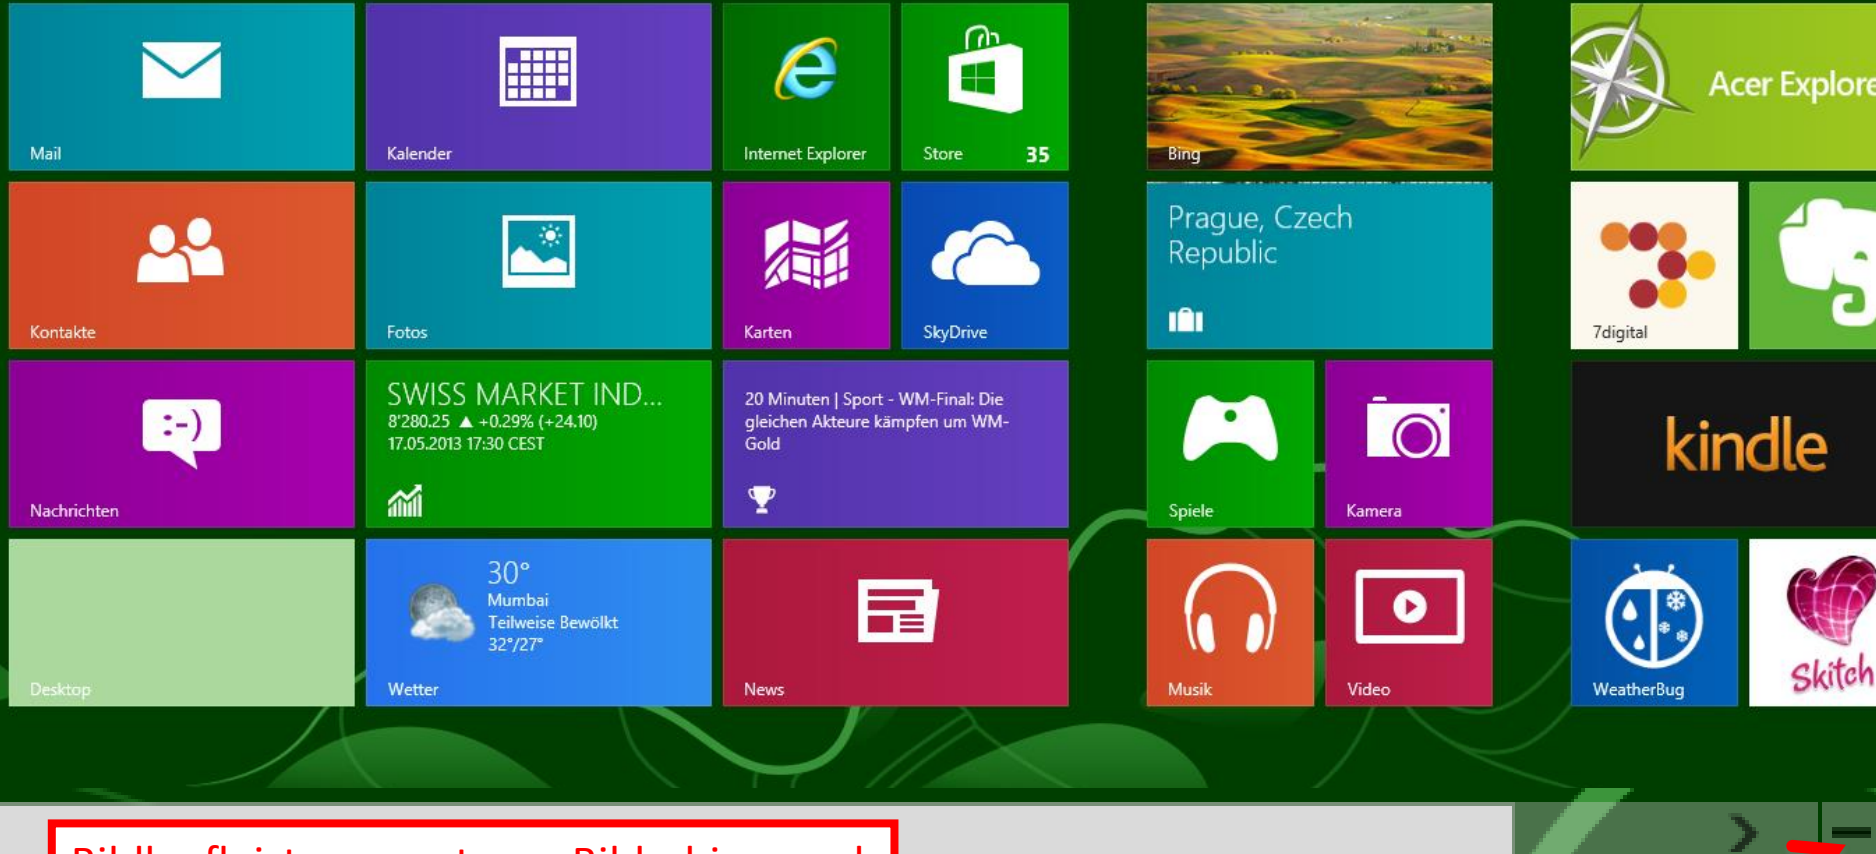 Mail
Kalender
Internet Explorer
Store 35
Bing
Acer
Kontakte
Fotos
Karten
SkyDrive
Prague, Czech
Republic
7digital
Nachrichten
SWISS MARKET IND...
8'280.25 ▲ +0.29% (+24.10)
17.05.2013 17:30 CEST
20 Minuten | Sport - WM-Final: Die
gleichen Akteure kämpfen um WM-
Gold
Spiele
Kamera
kindle
Desktop
30°
Mumbai
Teilweise Bewölkt
32°/27°
Wetter
News
Musik
Video
WeatherBug
Skitch